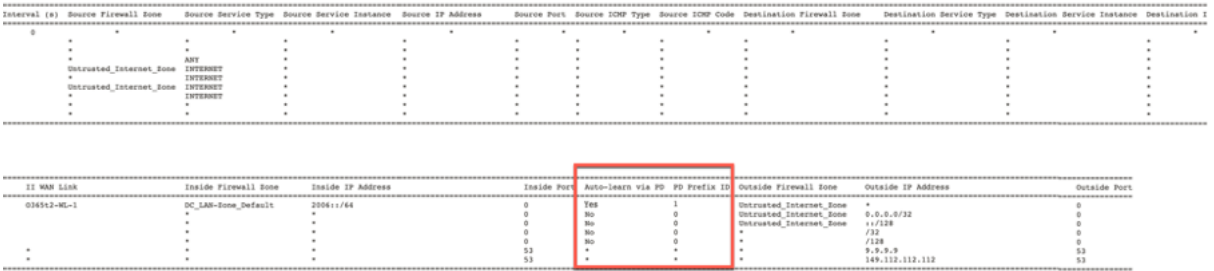 Interval (s) Source Firewall Zone Source Service Type Source Service Instance Source IP Address Source Port Source ICMP Type Source ICMP Code Destination Firewall Zone Destination Service Type Destination Service Instance Destination I
0 * * * * * * * * * * *
* * * * * * * * * * *
* * * * * * * * * * *
* ANY * * * * * * * * *
Untrusted_Internet_Zone INTERNET * * * * * * * * *
* INTERNET * * * * * * * * *
Untrusted_Internet_Zone INTERNET * * * * * * * * *
* INTERNET * * * * * * * * *
* * * * * * * * * * *
* * * * * * * * * * *
II WAN Link Inside Firewall Zone Inside IP Address Inside Port Auto-learn via PD PD Prefix ID Outside Firewall Zone Outside IP Address Outside Port
O365t2-WL-1 DC_LAN-Zone_Default 2006::/64 0 Yes 1 Untrusted_Internet_Zone * 0
* * 0 No 0 Untrusted_Internet_Zone 0.0.0.0/32 0
* * 0 No 0 Untrusted_Internet_Zone ::/128 0
* * 0 No 0 * /32 0
* * 0 No 0 * /128 0
* * * 53 * * * 9.9.9.9 53
* * * 53 * * * 149.112.112.112 53